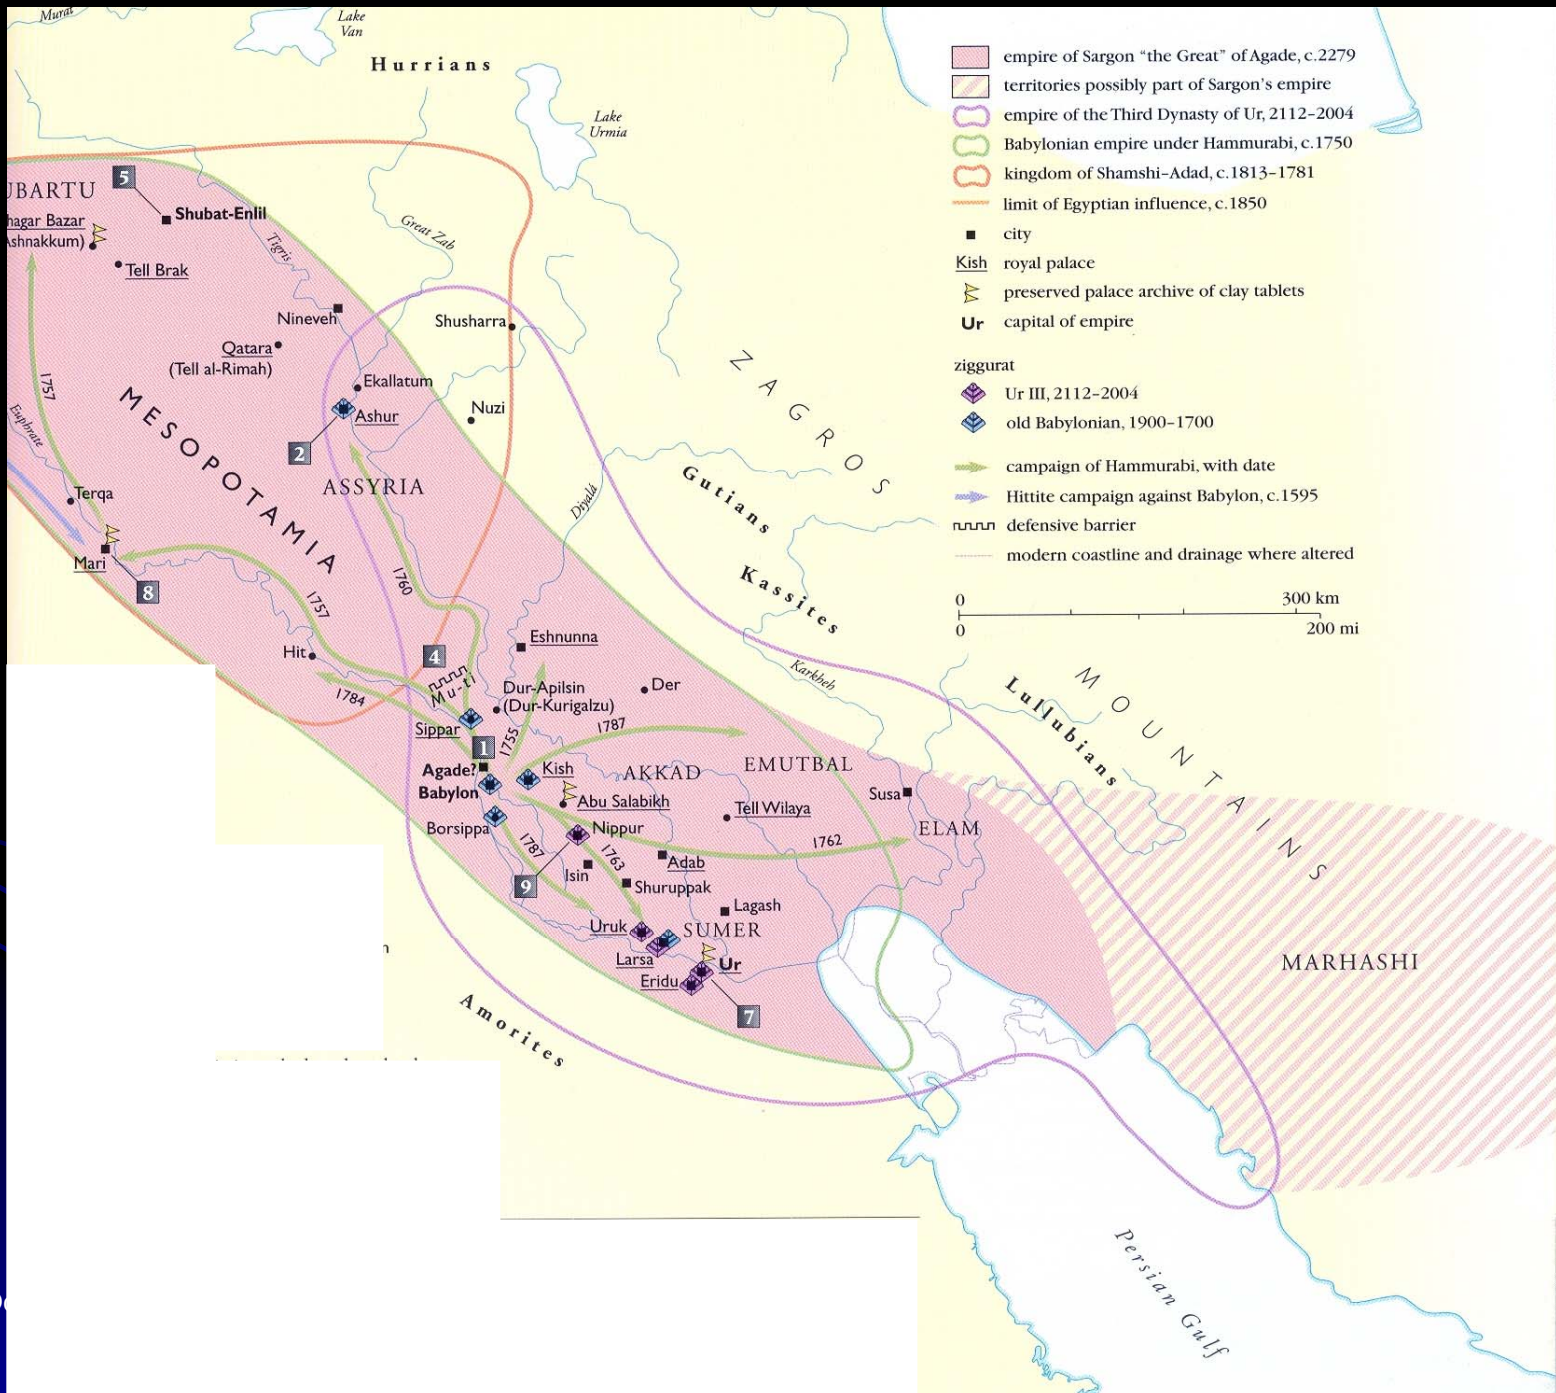 Murat
Lake
Van
Hurrians
Lake
Urmia
empire of Sargon “the Great” of Agade, c.2279
territories possibly part of Sargon's empire
empire of the Third Dynasty of Ur, 2112–2004
Babylonian empire under Hammurabi, c.1750
kingdom of Shamshi–Adad, c.1813–1781
limit of Egyptian influence, c.1850
city
Kish royal palace
preserved palace archive of clay tablets
Ur capital of empire
ziggurat
Ur III, 2112–2004
old Babylonian, 1900–1700
campaign of Hammurabi, with date
Hittite campaign against Babylon, c.1595
defensive barrier
modern coastline and drainage where altered
0 300 km
0 200 mi
5
UBARTU
Shubat-Enlil
hagar Bazar
Ashnakkum)
Tell Brak
Tigris
Great Zab
Nineveh
Shusharra
Qatara
(Tell al-Rimah)
Ekallatum
Ashur
Nuzi
2
1757
Euphrate
MESOPOTAMIA
ASSYRIA
ZAGROS
MOUNTAINS
Gutians
Kassites
Lullubians
Diyala
Karkheh
Terqa
Mari
8
1757
1760
Hit
4
Mu-ti
1784
Eshnunna
Dur-Apilsin
(Dur-Kurigalzu)
Der
Sippar
1
1755
1787
Agade?
Babylon
Kish
AKKAD
EMUTBAL
Abu Salabikh
Tell Wilaya
Susa
ELAM
Borsippa
Nippur
1787
1763
1762
9
Isin
Adab
Shuruppak
Lagash
Uruk
SUMER
Larsa
Ur
Eridu
7
MARHASHI
Amorites
n
Persian Gulf